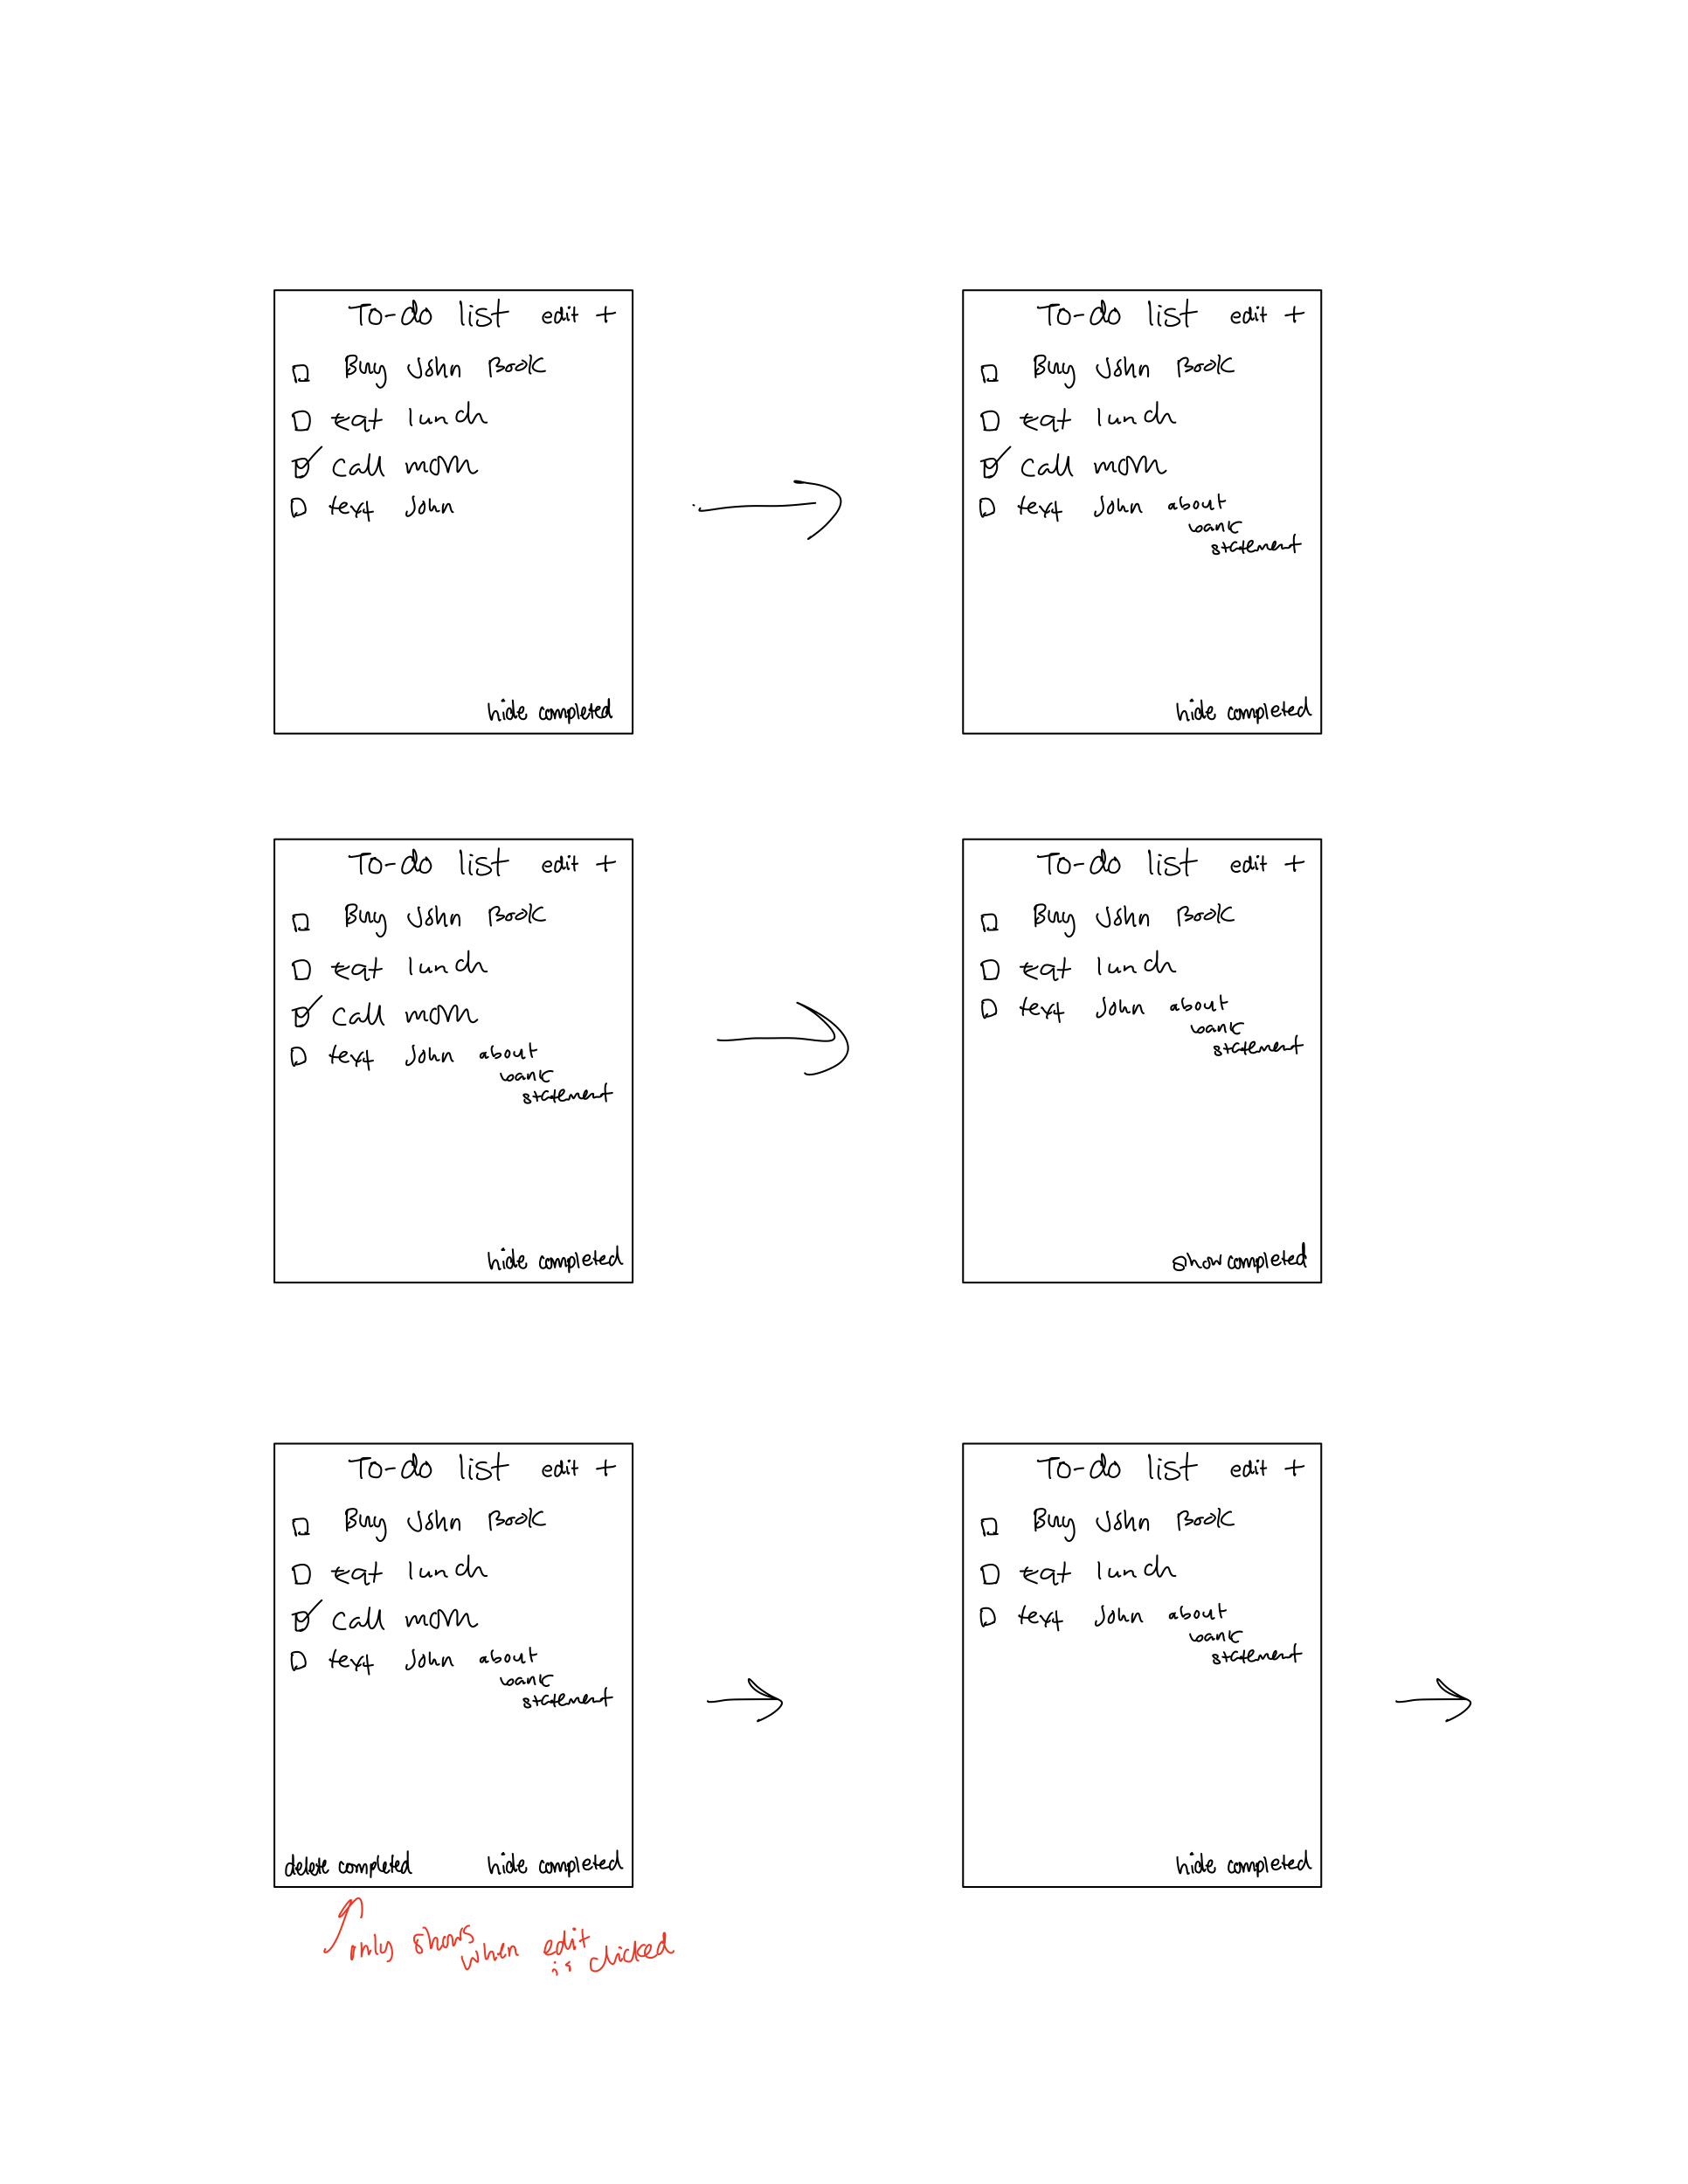 To-do list edit +
Buy John Book
eat lunch
call mom
text John
hide completed
To-do list edit +
Buy John Book
eat lunch
call mom
text John about
bank
statement
hide completed
To-do list edit +
Buy John Book
eat lunch
call mom
text John about
bank
statement
hide completed
To-do list edit +
Buy John Book
eat lunch
text John about
bank
statement
show completed
To-do list edit +
Buy John Book
eat lunch
call mom
text John about
bank
statement
delete completed hide completed
only shows
when edit
is clicked
To-do list edit +
Buy John Book
eat lunch
text John about
bank
statement
hide completed